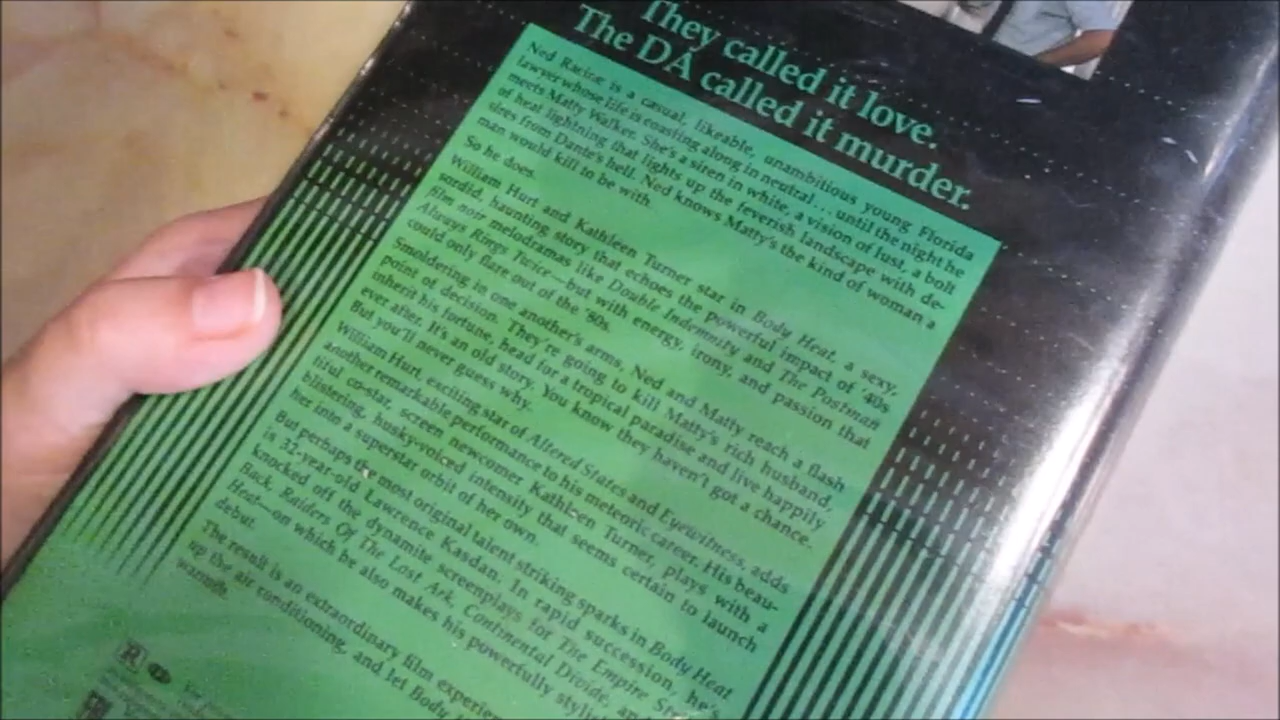 They called it love.
The DA called it murder.
Ned Racine is a casual, likeable, unambitious young Florida
lawyer whose life is coasting along in neutral... until the night he
meets Matty Walker. She's a siren in white, a vision of lust, a bolt
of heat lightning that lights up the feverish landscape with de-
sires from Dante's hell. Ned knows Matty's the kind of woman a
man would kill to be with.
So he does.
William Hurt and Kathleen Turner star in Body Heat, a sexy,
sordid, haunting story that echoes the powerful impact of '40s
film noir melodramas like Double Indemnity and The Postman
Always Rings Twice—but with energy, irony, and passion that
could only flare out of the '80s.
Smoldering in one another's arms, Ned and Matty reach a flash
point of decision. They're going to kill Matty's rich husband,
inherit his fortune, head for a tropical paradise and live happily
ever after. It's an old story. You know they haven't got a chance.
But you'll never guess why.
William Hurt, exciting star of Altered States and Eyewitness, adds
another remarkable performance to his meteoric career. His beau-
tiful co-star, screen newcomer Kathleen Turner, plays with a
blistering, husky-voiced intensity that seems certain to launch
her into a superstar orbit of her own.
But perhaps the most original talent striking sparks in Body Heat
is 32-year-old Lawrence Kasdan. In rapid succession, he's
knocked off the dynamite screenplays for The Empire
Back, Raiders Of The Lost Ark, Continental Divide, and
Heat—on which he also makes his powerfully
debut.
The result is an extraordinary film
up the air conditioning, and let Body
warmth.
R